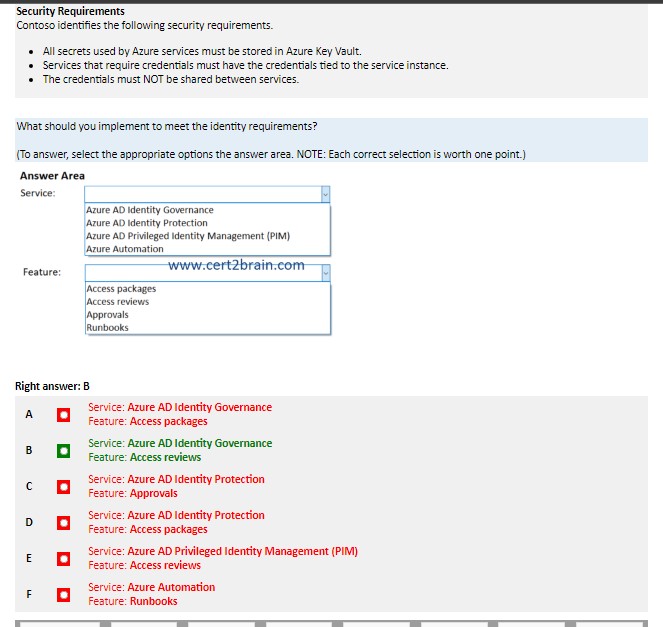 Security Requirements
Contoso identifies the following security requirements.
• All secrets used by Azure services must be stored in Azure Key Vault.
• Services that require credentials must have the credentials tied to the service instance.
• The credentials must NOT be shared between services.
What should you implement to meet the identity requirements?
(To answer, select the appropriate options the answer area. NOTE: Each correct selection is worth one point.)
Answer Area
Service:
Azure AD Identity Governance
Azure AD Identity Protection
Azure AD Privileged Identity Management (PIM)
Azure Automation
www.cert2brain.com
Feature:
Access packages
Access reviews
Approvals
Runbooks
Right answer: B
A
Service: Azure AD Identity Governance
Feature: Access packages
B
Service: Azure AD Identity Governance
Feature: Access reviews
C
Service: Azure AD Identity Protection
Feature: Approvals
D
Service: Azure AD Identity Protection
Feature: Access packages
E
Service: Azure AD Privileged Identity Management (PIM)
Feature: Access reviews
F
Service: Azure Automation
Feature: Runbooks